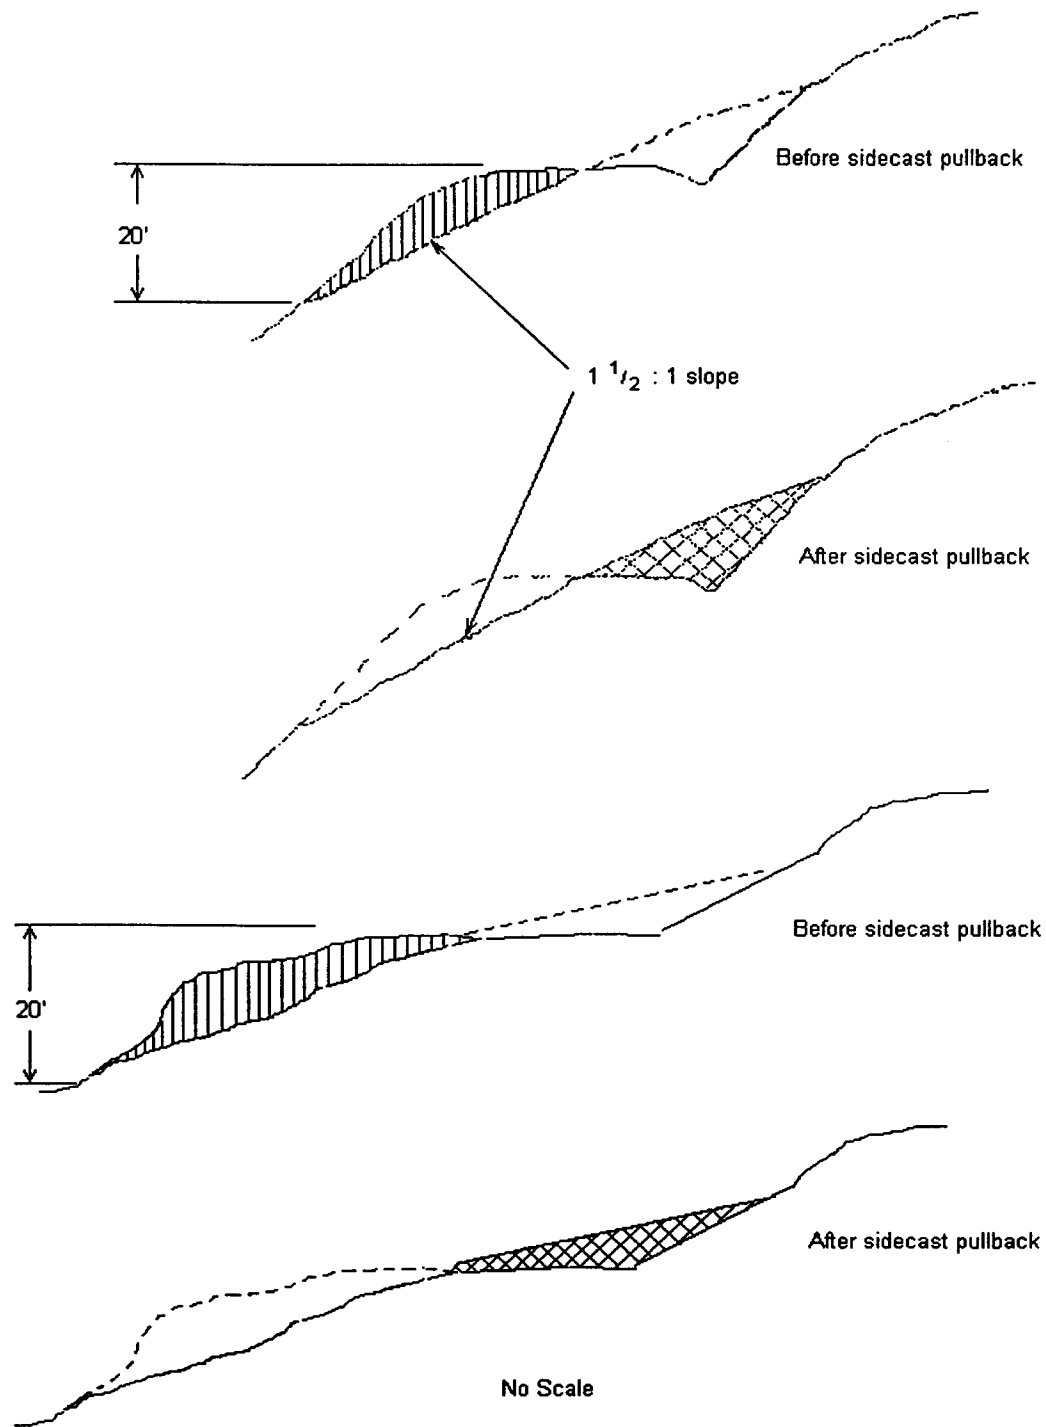 Before sidecast pullback
20'
1 1/2 : 1 slope
After sidecast pullback
Before sidecast pullback
20'
After sidecast pullback
No Scale